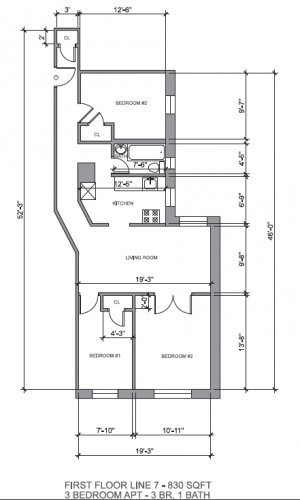 3'
12'-6"
2'
CL
BEDROOM #2
9'-7"
CL
BATH
7'-6"
4'-5"
12'-5"
KITCHEN
6'-9"
52'-3"
46'-0"
LIVING ROOM
19'-3"
9'-8"
CL
2'-0"
4'-3"
BEDROOM #1
BEDROOM #2
13'-8"
7'-10"
10'-11"
19'-3"
FIRST FLOOR LINE 7 - 830 SQFT
3 BEDROOM APT - 3 BR, 1 BATH